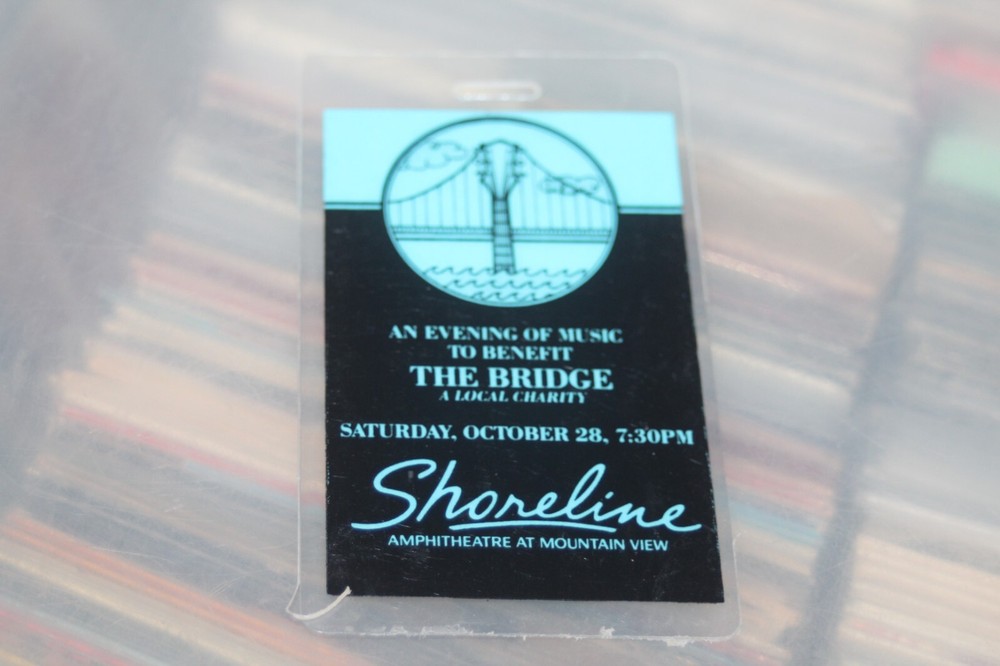 AN EVENING OF MUSIC
TO BENEFIT
THE BRIDGE
A LOCAL CHARITY
SATURDAY, OCTOBER 28, 7:30PM
Shoreline
AMPHITHEATRE AT MOUNTAIN VIEW